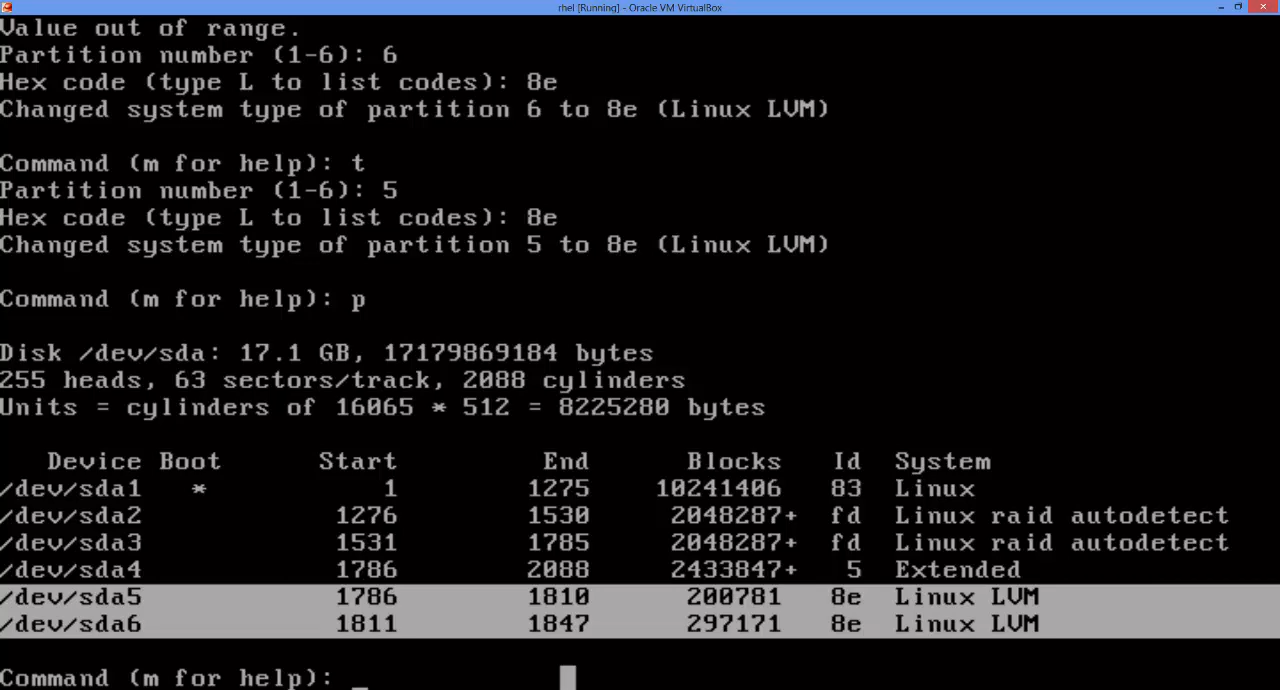 rhel [Running] - Oracle VM VirtualBox
Value out of range.
Partition number (1-6): 6
Hex code (type L to list codes): 8e
Changed system type of partition 6 to 8e (Linux LVM)
Command (m for help): t
Partition number (1-6): 5
Hex code (type L to list codes): 8e
Changed system type of partition 5 to 8e (Linux LVM)
Command (m for help): p
Disk /dev/sda: 17.1 GB, 17179869184 bytes
255 heads, 63 sectors/track, 2088 cylinders
Units = cylinders of 16065 * 512 = 8225280 bytes
Device Boot Start End Blocks Id System
/dev/sda1 * 1 1275 10241406 83 Linux
/dev/sda2 1276 1530 2048287+ fd Linux raid autodetect
/dev/sda3 1531 1785 2048287+ fd Linux raid autodetect
/dev/sda4 1786 2088 2433847+ 5 Extended
/dev/sda5 1786 1810 200781 8e Linux LVM
/dev/sda6 1811 1847 297171 8e Linux LVM
Command (m for help): _